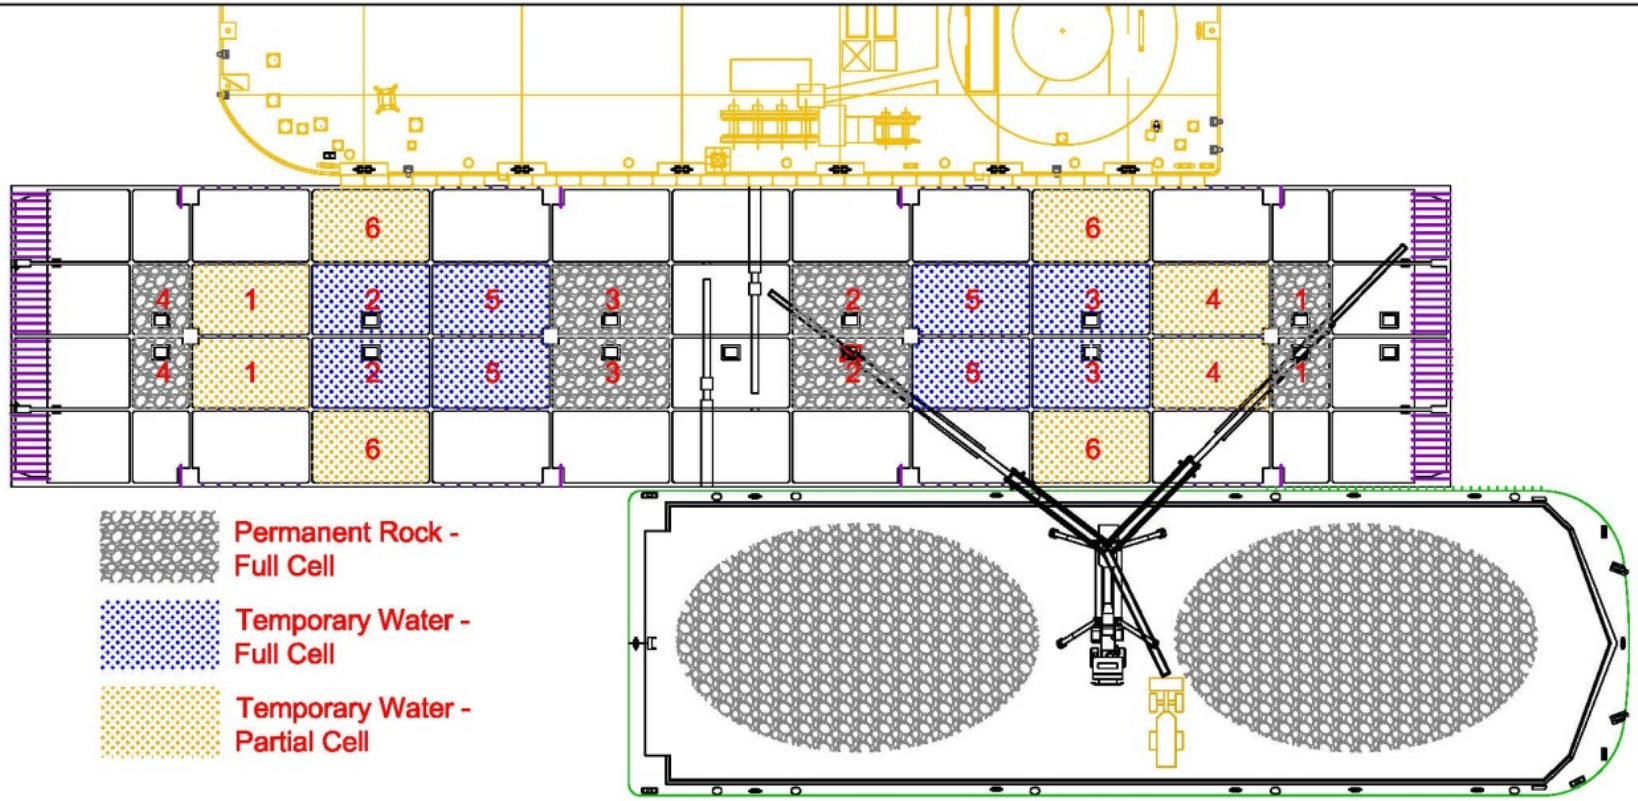 6 6
4 1 2 5 3 2 5 3 4 1
4 1 2 5 3 2 5 3 4 1
6 6
Permanent Rock -
Full Cell
Temporary Water -
Full Cell
Temporary Water -
Partial Cell